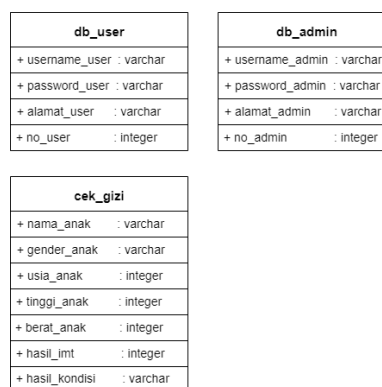 db_user
+ username_user : varchar
+ password_user : varchar
+ alamat_user : varchar
+ no_user : integer
db_admin
+ username_admin : varchar
+ password_admin : varchar
+ alamat_admin : varchar
+ no_admin : integer
cek_gizi
+ nama_anak : varchar
+ gender_anak : varchar
+ usia_anak : integer
+ tinggi_anak : integer
+ berat_anak : integer
+ hasil_imt : integer
+ hasil_kondisi : varchar